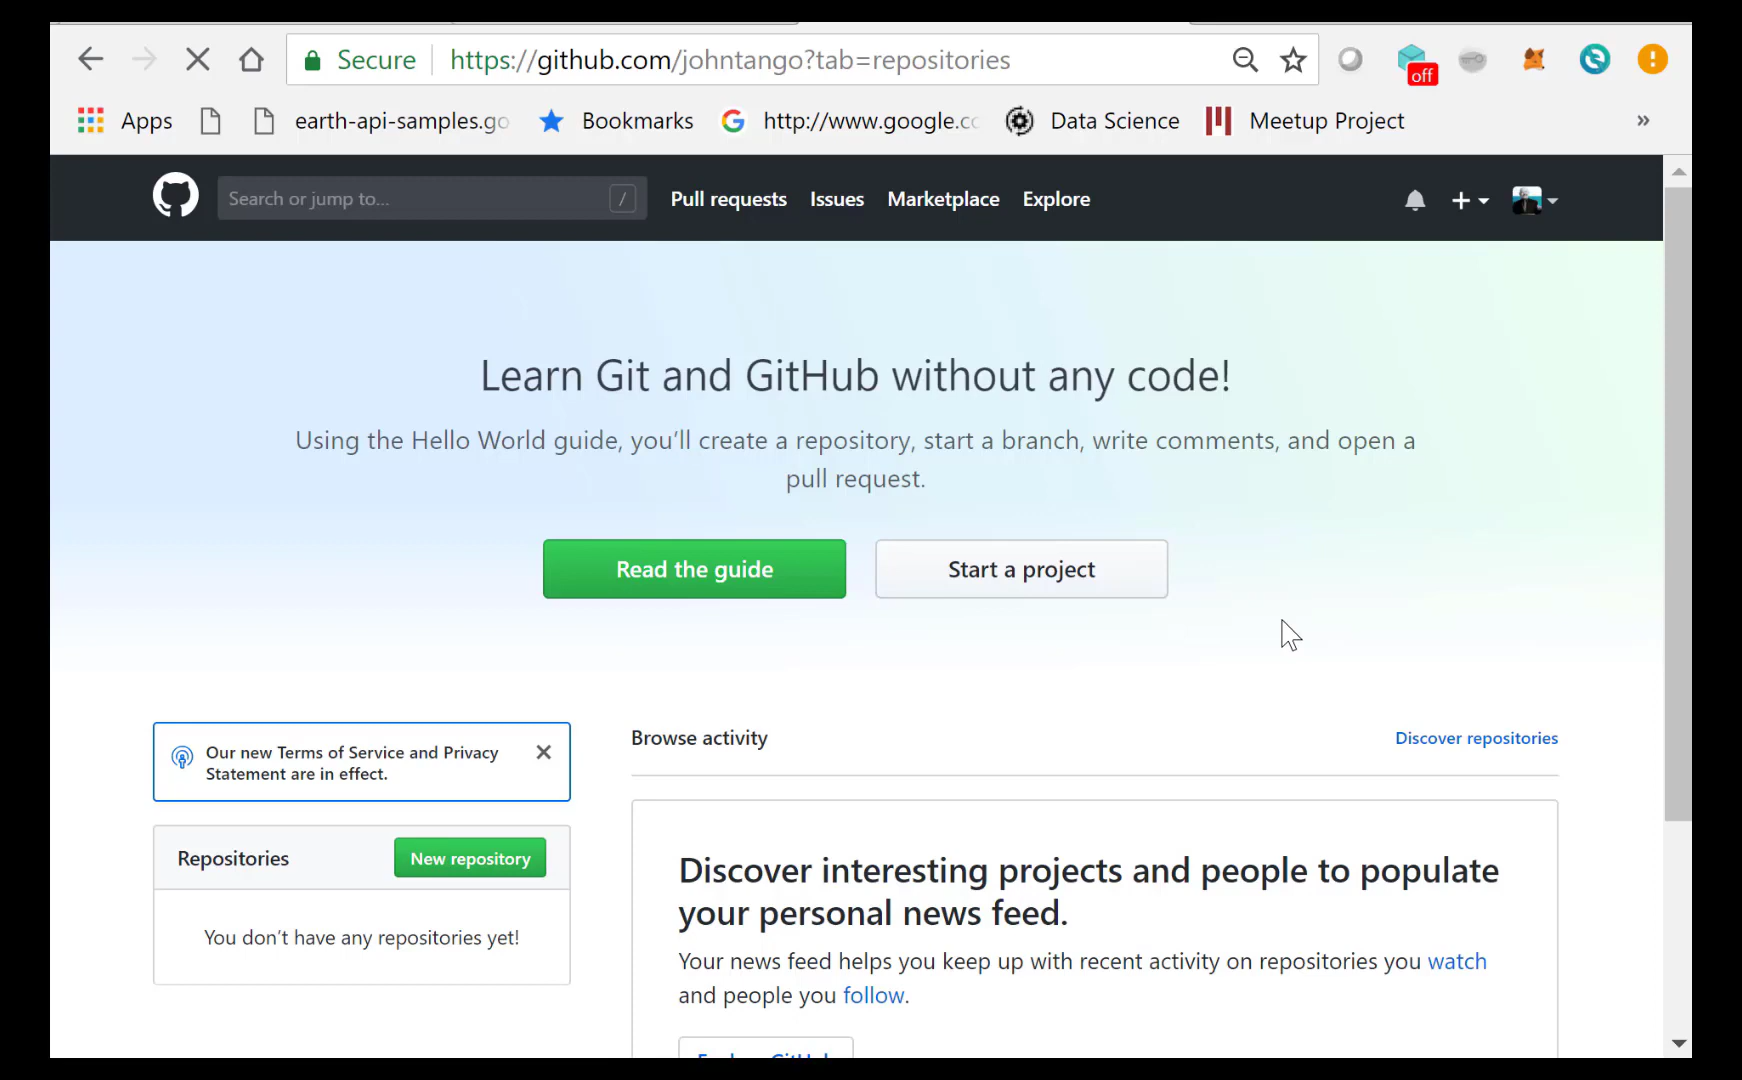 Secure https://github.com/johntango?tab=repositories
off
Apps earth-api-samples.go Bookmarks http://www.google.co Data Science Meetup Project »
Search or jump to... / Pull requests Issues Marketplace Explore
Learn Git and GitHub without any code!
Using the Hello World guide, you’ll create a repository, start a branch, write comments, and open a
pull request.
Read the guide Start a project
Our new Terms of Service and Privacy
Statement are in effect.
Browse activity Discover repositories
Repositories New repository
You don’t have any repositories yet!
Discover interesting projects and people to populate
your personal news feed.
Your news feed helps you keep up with recent activity on repositories you watch
and people you follow.
Explore GitHub